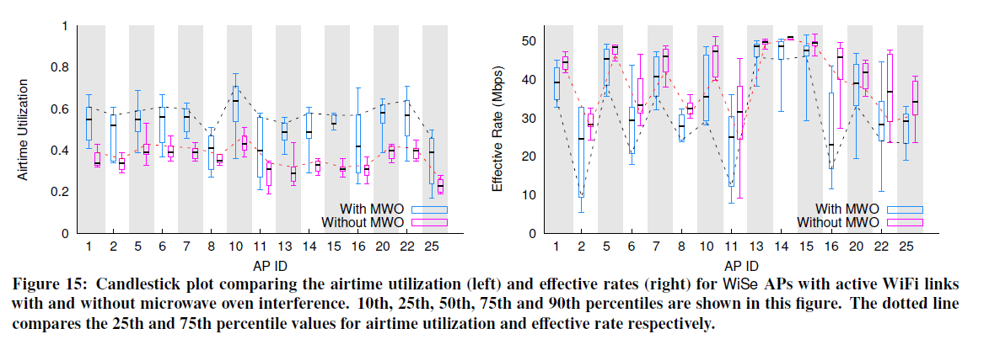 1
0.8
0.6
0.4
0.2
0
Airtime Utilization
With MWO
Without MWO
1 2 5 6 7 8 10 11 13 14 15 16 20 22 25
AP ID
50
40
30
20
10
0
Effective Rate (Mbps)
With MWO
Without MWO
1 2 5 6 7 8 10 11 13 14 15 16 20 22 25
AP ID
Figure 15: Candlestick plot comparing the airtime utilization (left) and effective rates (right) for WiSe APs with active WiFi links
with and without microwave oven interference. 10th, 25th, 50th, 75th and 90th percentiles are shown in this figure. The dotted line
compares the 25th and 75th percentile values for airtime utilization and effective rate respectively.